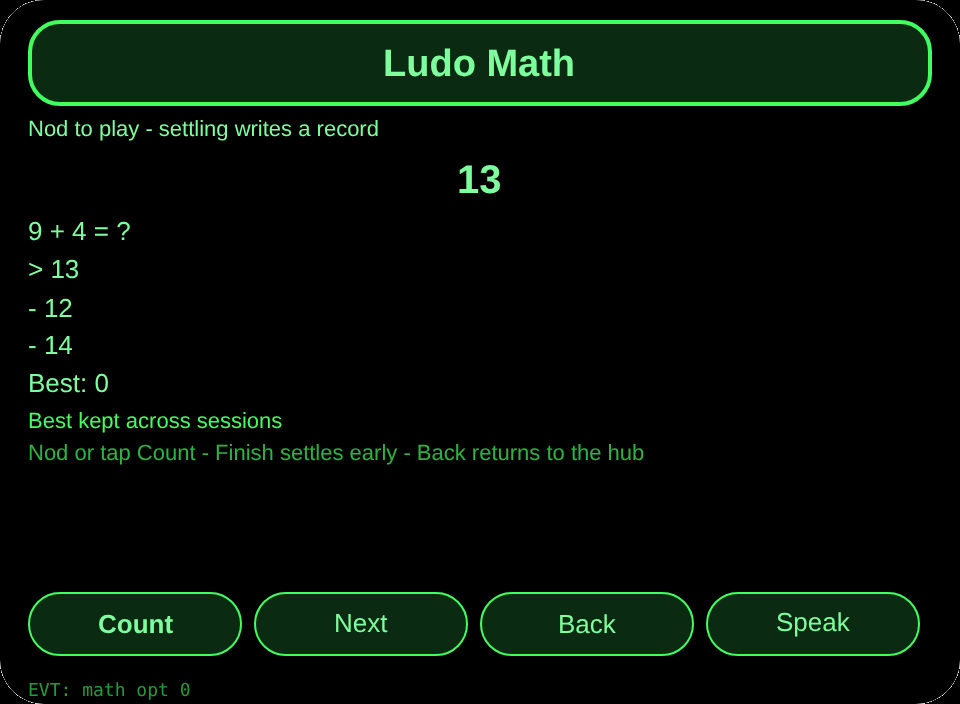 Ludo Math
Nod to play - settling writes a record
13
9 + 4 = ?
> 13
- 12
- 14
Best: 0
Best kept across sessions
Nod or tap Count - Finish settles early - Back returns to the hub
Count
Next
Back
Speak
EVT: math opt 0